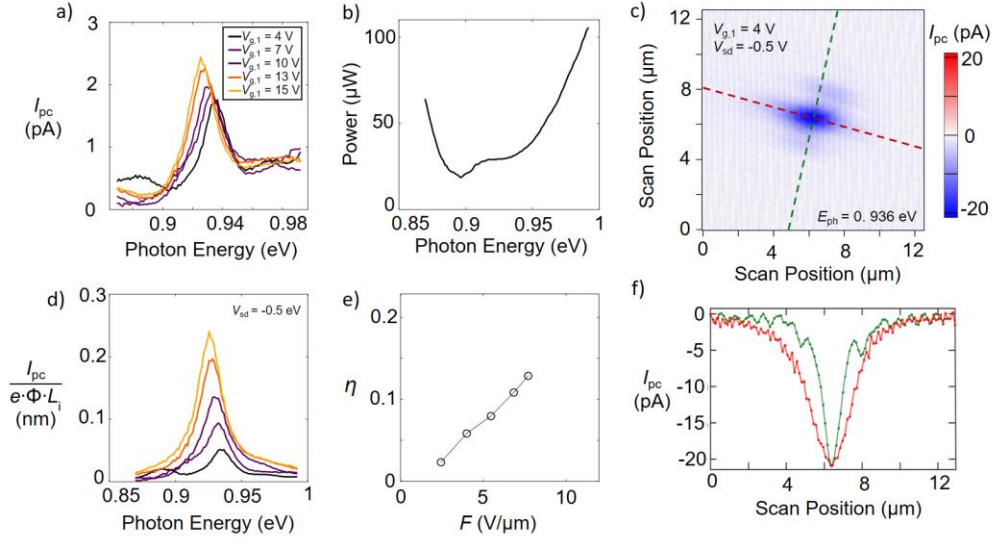 a)
I_pc
(pA)
3
2
1
0
0.9
0.94
0.98
Photon Energy (eV)
V_g,1 = 4 V
V_g,1 = 7 V
V_g,1 = 10 V
V_g,1 = 13 V
V_g,1 = 15 V
b)
Power (µW)
100
50
0
0.85
0.9
0.95
1
Photon Energy (eV)
c)
V_g,1 = 4 V
V_sd = -0.5 V
E_ph = 0. 936 eV
Scan Position (µm)
12
8
4
0
0
4
8
12
Scan Position (µm)
I_pc (pA)
20
0
-20
d)
I_pc
e·Φ·L_i
(nm)
0.3
0.2
0.1
0
0.85
0.9
0.95
1
Photon Energy (eV)
V_sd = -0.5 eV
e)
η
0.2
0.1
0
0
5
10
F (V/µm)
f)
I_pc
(pA)
0
-5
-10
-15
-20
0
4
8
12
Scan Position (µm)